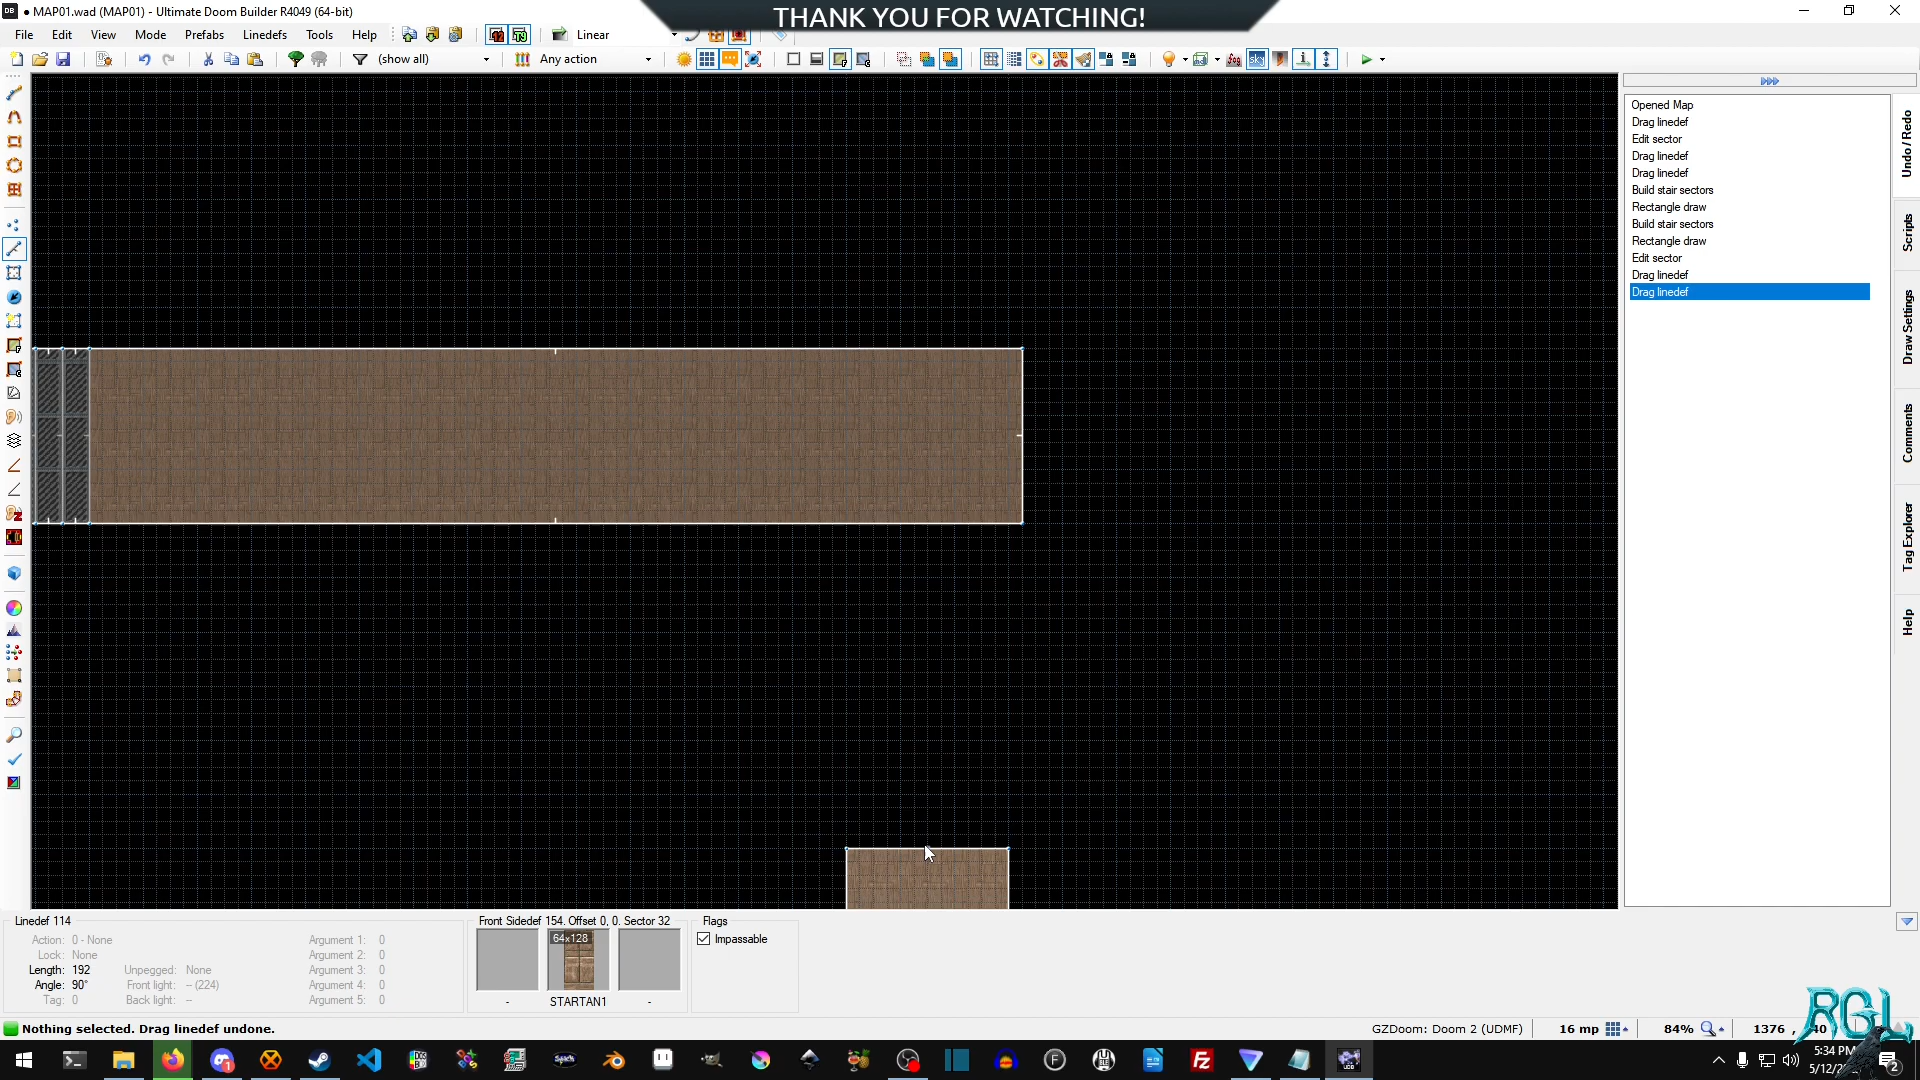 MAP01.wad (MAP01) - Ultimate Doom Builder R4049 (64-bit)
THANK YOU FOR WATCHING!
File Edit View Mode Prefabs Linedefs Tools Help
Linear
(show all)
Any action
Opened Map
Drag linedef
Edit sector
Drag linedef
Drag linedef
Build stair sectors
Rectangle draw
Build stair sectors
Rectangle draw
Edit sector
Drag linedef
Drag linedef
Undo / Redo
Scripts
Draw Settings
Comments
Tag Explorer
Help
Linedef 114
Action: 0 - None
Lock: None
Length: 192
Angle: 90°
Tag: 0
Unpegged: None
Front light: -- (224)
Back light: --
Argument 1: 0
Argument 2: 0
Argument 3: 0
Argument 4: 0
Argument 5: 0
Front Sidedef 154. Offset 0, 0. Sector 32
64x128
-
STARTAN1
-
Flags
Impassable
Nothing selected. Drag linedef undone.
GZDoom: Doom 2 (UDMF)
16 mp
84%
1376 ,
RGL
5:34 PM
2